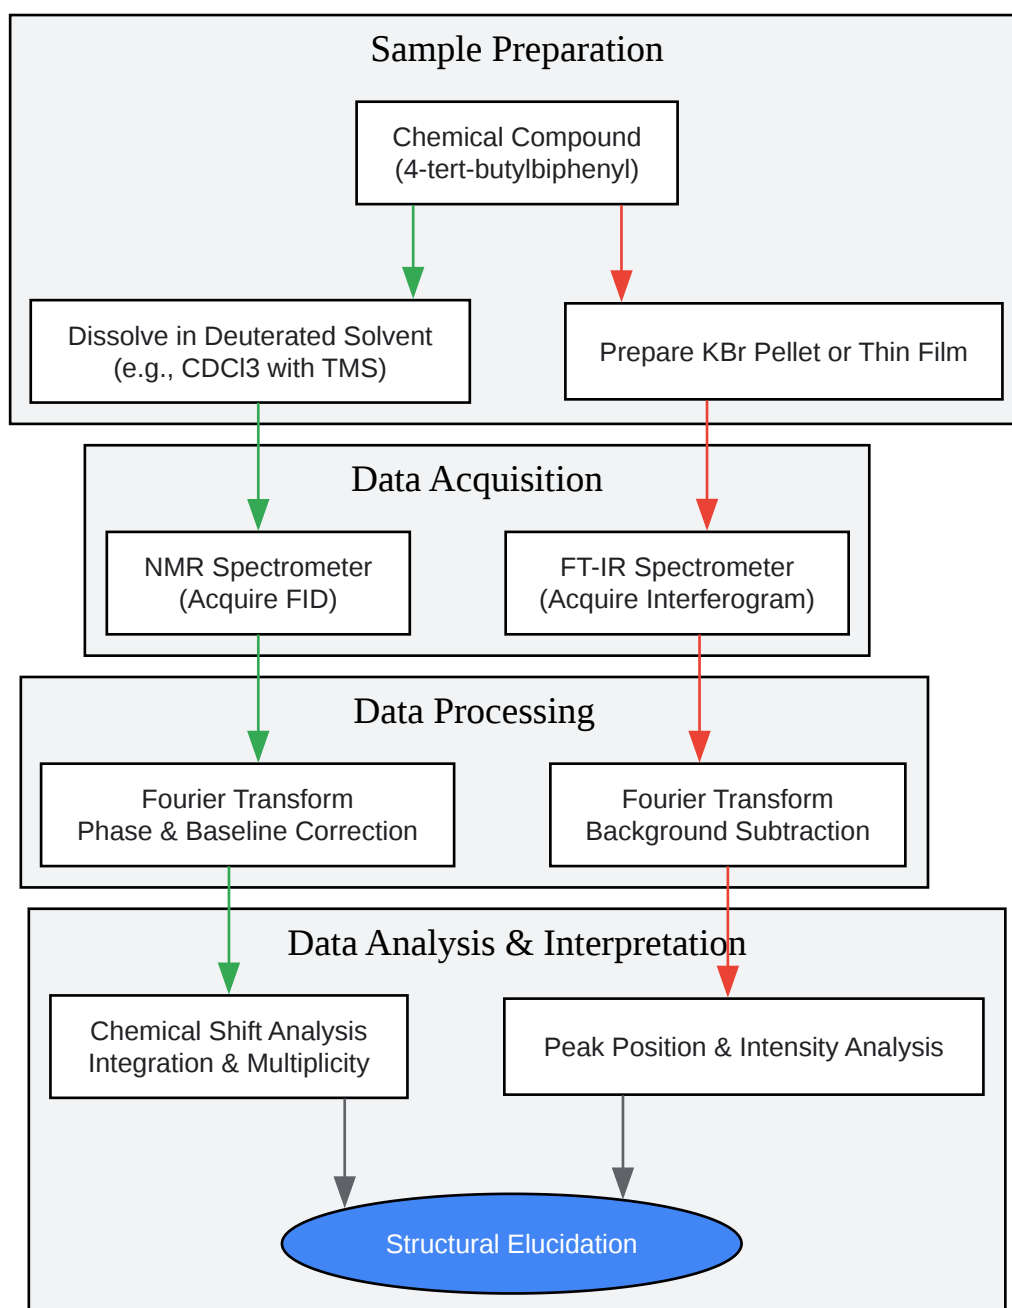 Sample Preparation
Chemical Compound
(4-tert-butylbiphenyl)
Dissolve in Deuterated Solvent
(e.g., CDCl3 with TMS)
Prepare KBr Pellet or Thin Film
Data Acquisition
NMR Spectrometer
(Acquire FID)
FT-IR Spectrometer
(Acquire Interferogram)
Data Processing
Fourier Transform
Phase & Baseline Correction
Fourier Transform
Background Subtraction
Data Analysis & Interpretation
Chemical Shift Analysis
Integration & Multiplicity
Peak Position & Intensity Analysis
Structural Elucidation